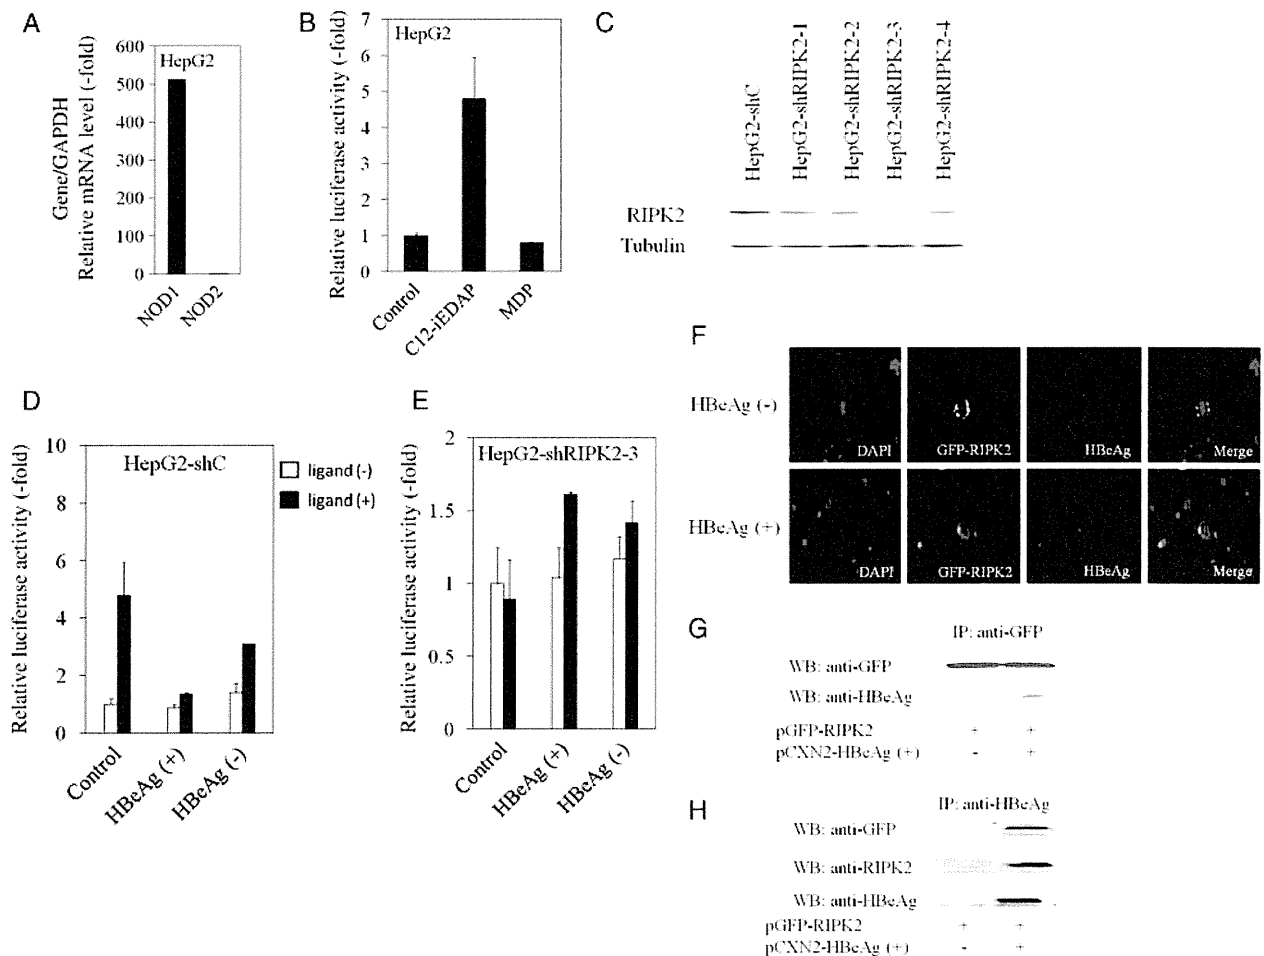 A
HepG2
Gene/GAPDH
Relative mRNA level (-fold)
600
500
400
300
200
100
0
NOD1
NOD2
B
HepG2
Relative luciferase activity (-fold)
7
6
5
4
3
2
1
0
Control
C12-iEDAP
MDP
C
HepG2-shC
HepG2-shRIPK2-1
HepG2-shRIPK2-2
HepG2-shRIPK2-3
HepG2-shRIPK2-4
RIPK2
Tubulin
D
HepG2-shC
Relative luciferase activity (-fold)
10
8
6
4
2
0
Control
HBeAg (+)
HBeAg (-)
ligand (-)
ligand (+)
E
HepG2-shRIPK2-3
Relative luciferase activity (-fold)
2
1.5
1
0.5
0
Control
HBeAg (+)
HBeAg (-)
F
HBeAg (-)
DAPI
GFP-RIPK2
HBeAg
Merge
HBeAg (+)
DAPI
GFP-RIPK2
HBeAg
Merge
G
IP: anti-GFP
WB: anti-GFP
WB: anti-HBeAg
pGFP-RIPK2 + +
pCXN2-HBeAg (+) - +
H
IP: anti-HBeAg
WB: anti-GFP
WB: anti-RIPK2
WB: anti-HBeAg
pGFP-RIPK2 + +
pCXN2-HBeAg (+) - +